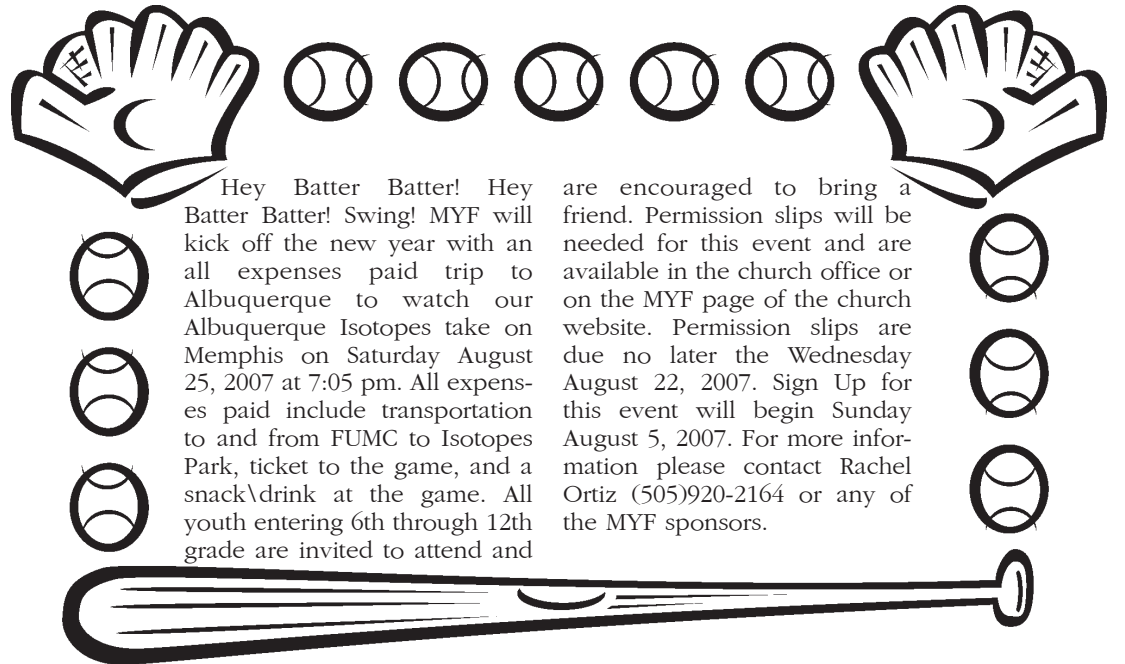 Hey Batter Batter! Hey
Batter Batter! Swing! MYF will
kick off the new year with an
all expenses paid trip to
Albuquerque to watch our
Albuquerque Isotopes take on
Memphis on Saturday August
25, 2007 at 7:05 pm. All expens-
es paid include transportation
to and from FUMC to Isotopes
Park, ticket to the game, and a
snack\drink at the game. All
youth entering 6th through 12th
grade are invited to attend and
are encouraged to bring a
friend. Permission slips will be
needed for this event and are
available in the church office or
on the MYF page of the church
website. Permission slips are
due no later the Wednesday
August 22, 2007. Sign Up for
this event will begin Sunday
August 5, 2007. For more infor-
mation please contact Rachel
Ortiz (505)920-2164 or any of
the MYF sponsors.